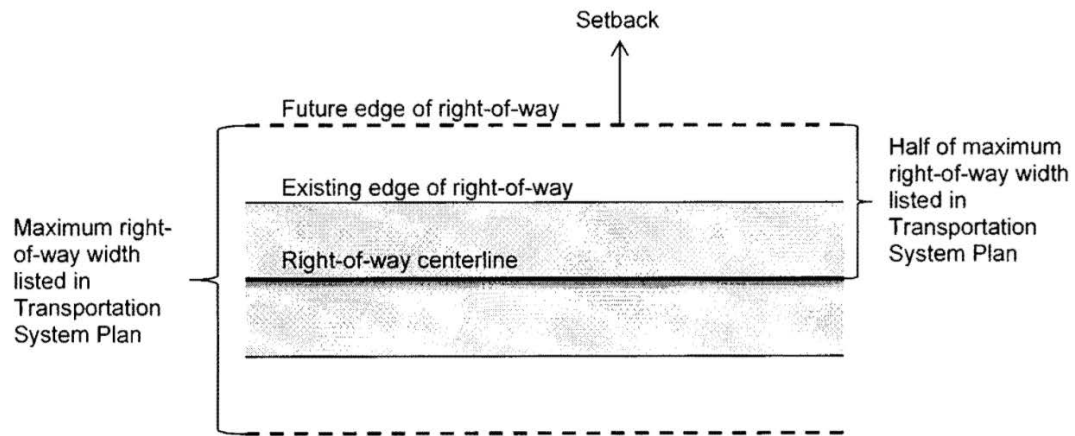 Setback
Future edge of right-of-way
Existing edge of right-of-way
Right-of-way centerline
Maximum right-
of-way width
listed in
Transportation
System Plan
Half of maximum
right-of-way width
listed in
Transportation
System Plan